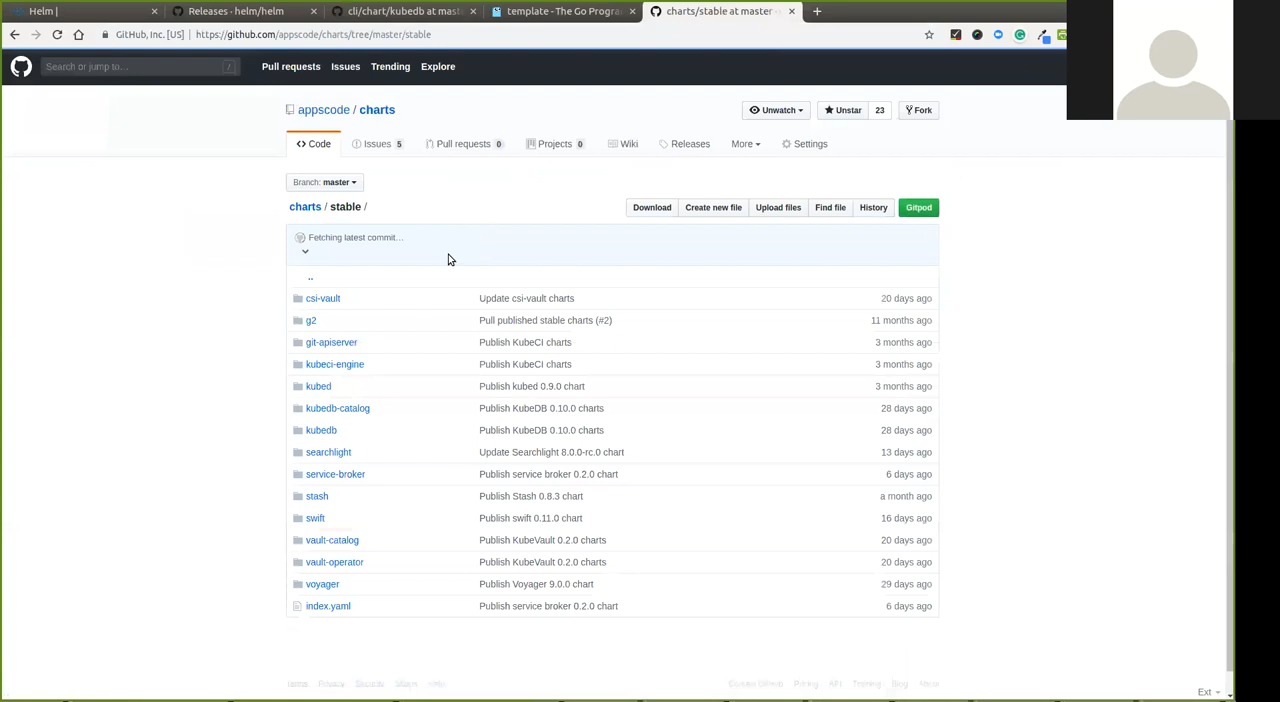 Helm |
Releases · helm/helm
cli/chart/kubedb at mast
template - The Go Progra
charts/stable at master
GitHub, Inc. [US] | https://github.com/appscode/charts/tree/master/stable
Search or jump to…
/
Pull requests
Issues
Trending
Explore
appscode / charts
Unwatch
Unstar
23
Fork
Code
Issues 5
Pull requests 0
Projects 0
Wiki
Releases
More
Settings
Branch: master
charts / stable /
Download
Create new file
Upload files
Find file
History
Gitpod
Fetching latest commit…
..
csi-vault Update csi-vault charts 20 days ago
g2 Pull published stable charts (#2) 11 months ago
git-apiserver Publish KubeCI charts 3 months ago
kubeci-engine Publish KubeCI charts 3 months ago
kubed Publish kubed 0.9.0 chart 3 months ago
kubedb-catalog Publish KubeDB 0.10.0 charts 28 days ago
kubedb Publish KubeDB 0.10.0 charts 28 days ago
searchlight Update Searchlight 8.0.0-rc.0 chart 13 days ago
service-broker Publish service broker 0.2.0 chart 6 days ago
stash Publish Stash 0.8.3 chart a month ago
swift Publish swift 0.11.0 chart 16 days ago
vault-catalog Publish KubeVault 0.2.0 charts 20 days ago
vault-operator Publish KubeVault 0.2.0 charts 20 days ago
voyager Publish Voyager 9.0.0 chart 29 days ago
index.yaml Publish service broker 0.2.0 chart 6 days ago
Contact GitHub Pricing API Training Blog About
Ext